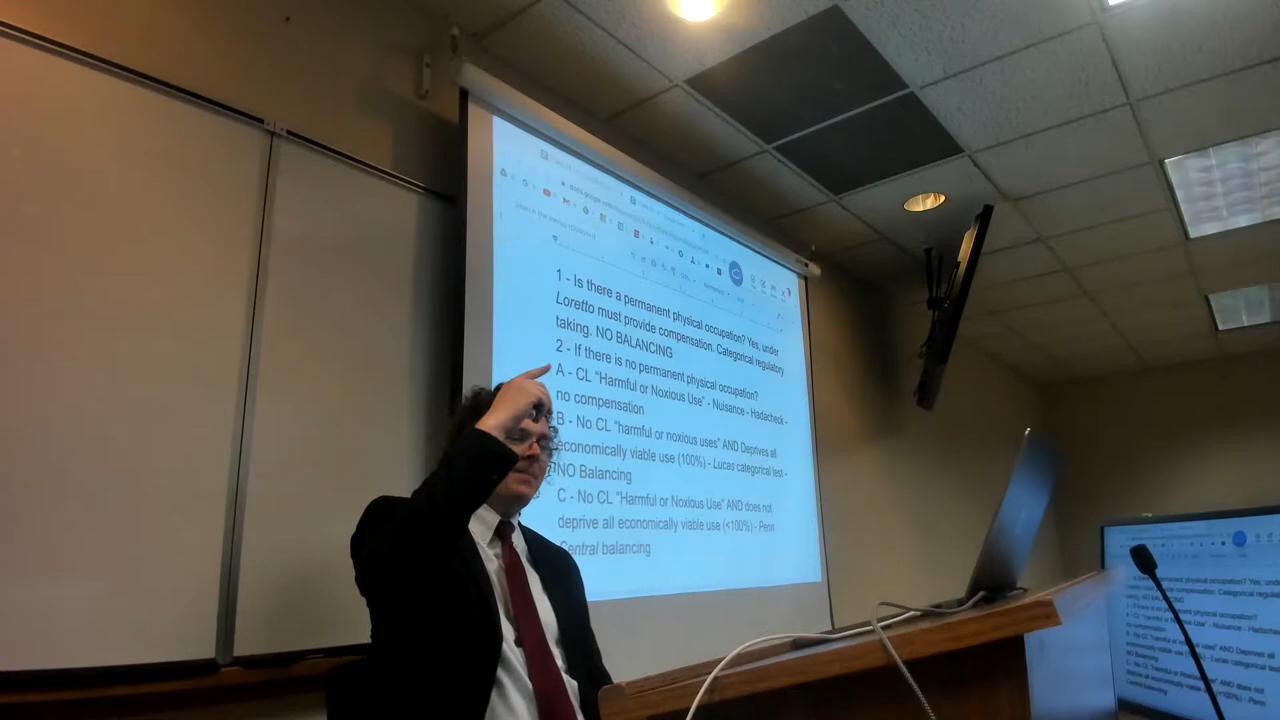 1 - Is there a permanent physical occupation? Yes, under
Loretto must provide compensation. Categorical regulatory
taking. NO BALANCING
2 - If there is no permanent physical occupation?
A - CL "Harmful or Noxious Use" - Nuisance - Hadacheck -
no compensation
B - No CL "harmful or noxious uses" AND Deprives all
economically viable use (100%) - Lucas categorical test -
NO Balancing
C - No CL "Harmful or Noxious Use" AND does not
deprive all economically viable use (<100%) - Penn
Central balancing